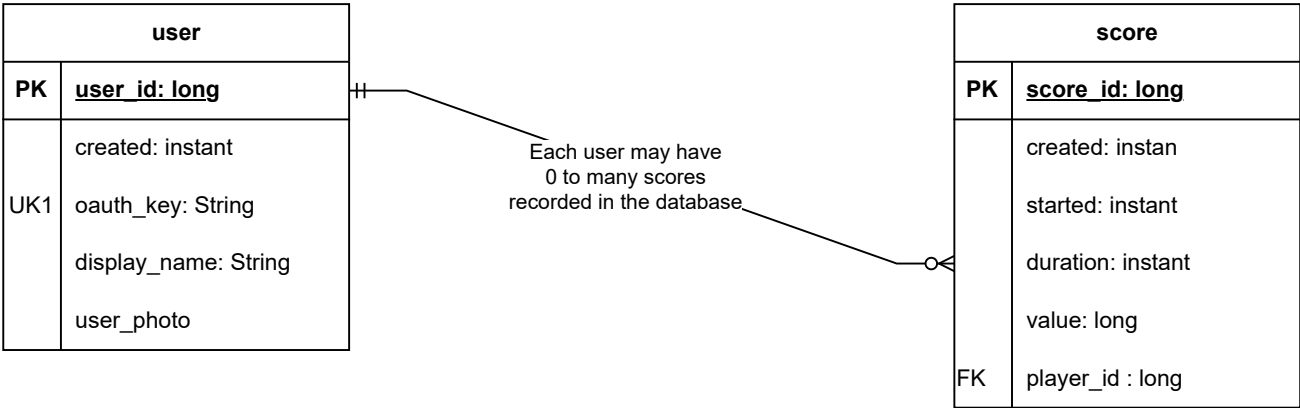 user
PK user_id: long
created: instant
UK1 oauth_key: String
display_name: String
user_photo
Each user may have
0 to many scores
recorded in the database
score
PK score_id: long
created: instan
started: instant
duration: instant
value: long
FK player_id : long